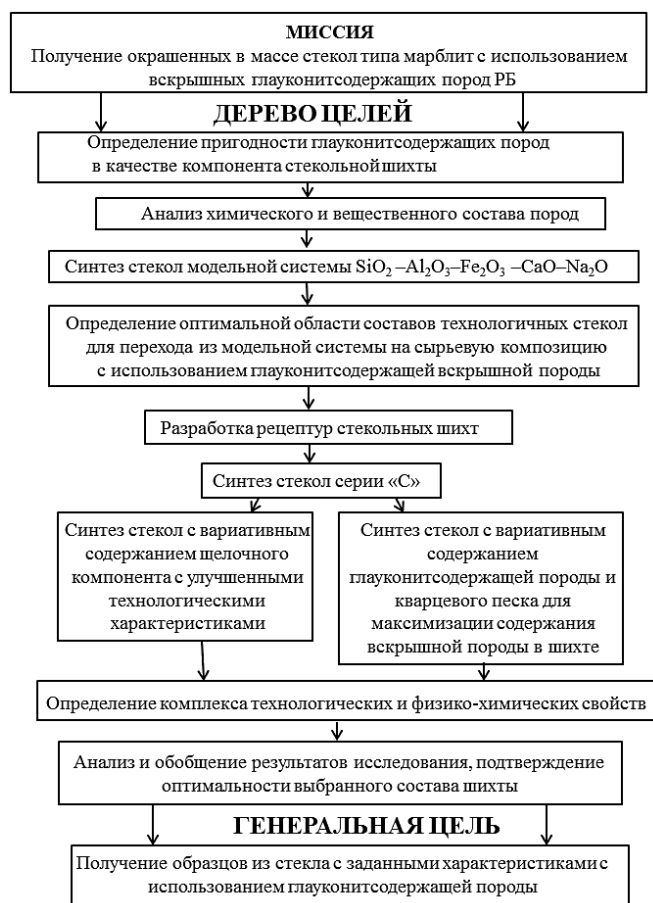 МИССИЯ
Получение окрашенных в массе стекол типа марблит с использованием
вскрышных глауконитсодержащих пород РБ
ДЕРЕВО ЦЕЛЕЙ
Определение пригодности глауконитсодержащих пород
в качестве компонента стекольной шихты
Анализ химического и вещественного состава пород
Синтез стекол модельной системы SiO₂ –Al₂O₃–Fe₂O₃ –CaO–Na₂O
Определение оптимальной области составов технологичных стекол
для перехода из модельной системы на сырьевую композицию
с использованием глауконитсодержащей вскрышной породы
Разработка рецептур стекольных шихт
Синтез стекол серии «С»
Синтез стекол с вариативным
содержанием щелочного
компонента с улучшенными
технологическими
характеристиками
Синтез стекол с вариативным
содержанием
глауконитсодержащей породы и
кварцевого песка для
максимизации содержания
вскрышной породы в шихте
Определение комплекса технологических и физико-химических свойств
Анализ и обобщение результатов исследования, подтверждение
оптимальности выбранного состава шихты
ГЕНЕРАЛЬНАЯ ЦЕЛЬ
Получение образцов из стекла с заданными характеристиками с
использованием глауконитсодержащей породы